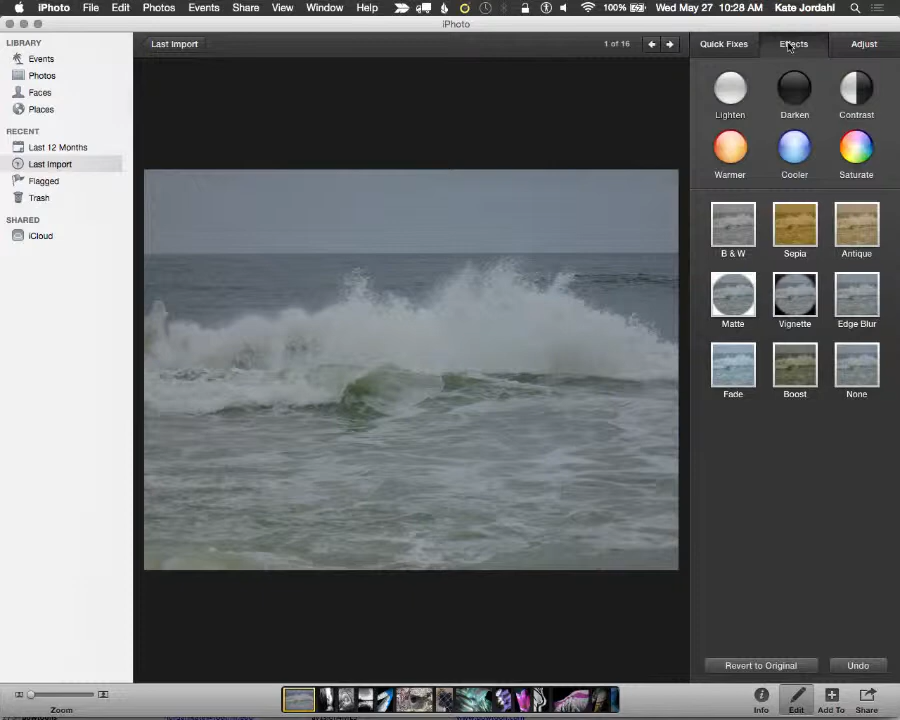 iPhoto File Edit Photos Events Share View Window Help 100% Wed May 27 10:28 AM Kate Jordahl
iPhoto
LIBRARY
Events
Photos
Faces
Places
RECENT
Last 12 Months
Last Import
Flagged
Trash
SHARED
iCloud
Last Import
1 of 16
Quick Fixes Effects Adjust
Lighten Darken Contrast
Warmer Cooler Saturate
B & W Sepia Antique
Matte Vignette Edge Blur
Fade Boost None
Revert to Original Undo
Zoom
Info Edit Add To Share